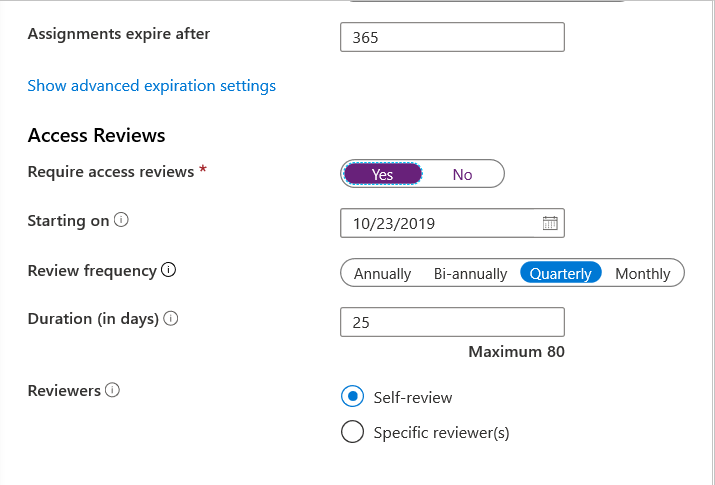 Assignments expire after
365
Show advanced expiration settings
Access Reviews
Require access reviews *
Yes No
Starting on
10/23/2019
Review frequency
Annually Bi-annually Quarterly Monthly
Duration (in days)
25
Maximum 80
Reviewers
Self-review
Specific reviewer(s)